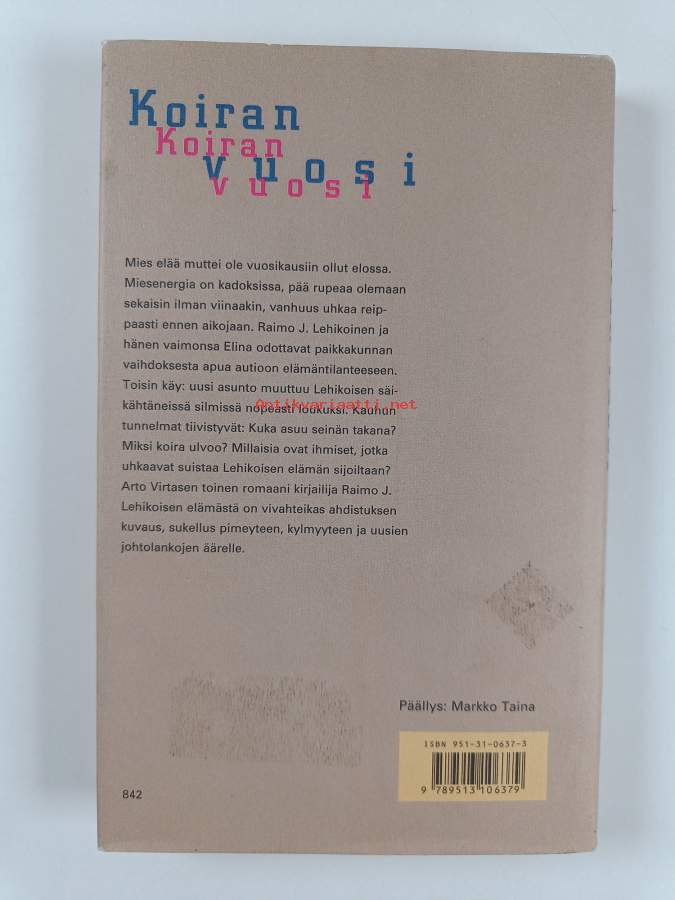 Koiran
Koiran
vuosi
vuosi
Mies elää muttei ole vuosikausiin ollut elossa.
Miesenergia on kadoksissa, pää rupeaa olemaan
sekaisin ilman viinaakin, vanhuus uhkaa reip-
paasti ennen aikojaan. Raimo J. Lehikoinen ja
hänen vaimonsa Elina odottavat paikkakunnan
vaihdoksesta apua autioon elämäntilanteeseen.
Toisin käy: uusi asunto muuttuu Lehikoisen säi-
kähtäneissä silmissä nopeasti loukuksi. Kauhun
Antikvariaatti.net
tunnelmat tiivistyvät: Kuka asuu seinän takana?
Miksi koira ulvoo? Millaisia ovat ihmiset, jotka
uhkaavat suistaa Lehikoisen elämän sijoiltaan?
Arto Virtasen toinen romaani kirjailija Raimo J.
Lehikoisen elämästä on vivahteikas ahdistuksen
kuvaus, sukellus pimeyteen, kylmyyteen ja uusien
johtolankojen äärelle.
Päällys: Markko Taina
ISBN 951-31-0637-3
9 789513 106379
842